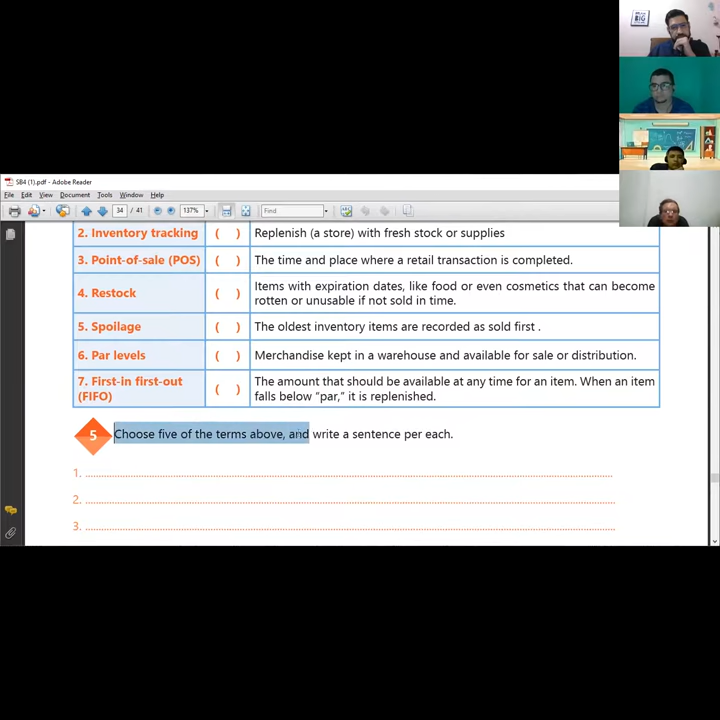 SB4 (1).pdf - Adobe Reader
File Edit View Document Tools Window Help
34 / 41 137% Find
2. Inventory tracking ( ) Replenish (a store) with fresh stock or supplies
3. Point-of-sale (POS) ( ) The time and place where a retail transaction is completed.
4. Restock ( ) Items with expiration dates, like food or even cosmetics that can become
rotten or unusable if not sold in time.
5. Spoilage ( ) The oldest inventory items are recorded as sold first .
6. Par levels ( ) Merchandise kept in a warehouse and available for sale or distribution.
7. First-in first-out ( ) The amount that should be available at any time for an item. When an item
(FIFO) falls below “par,” it is replenished.
5 Choose five of the terms above, and write a sentence per each.
1.
2.
3.